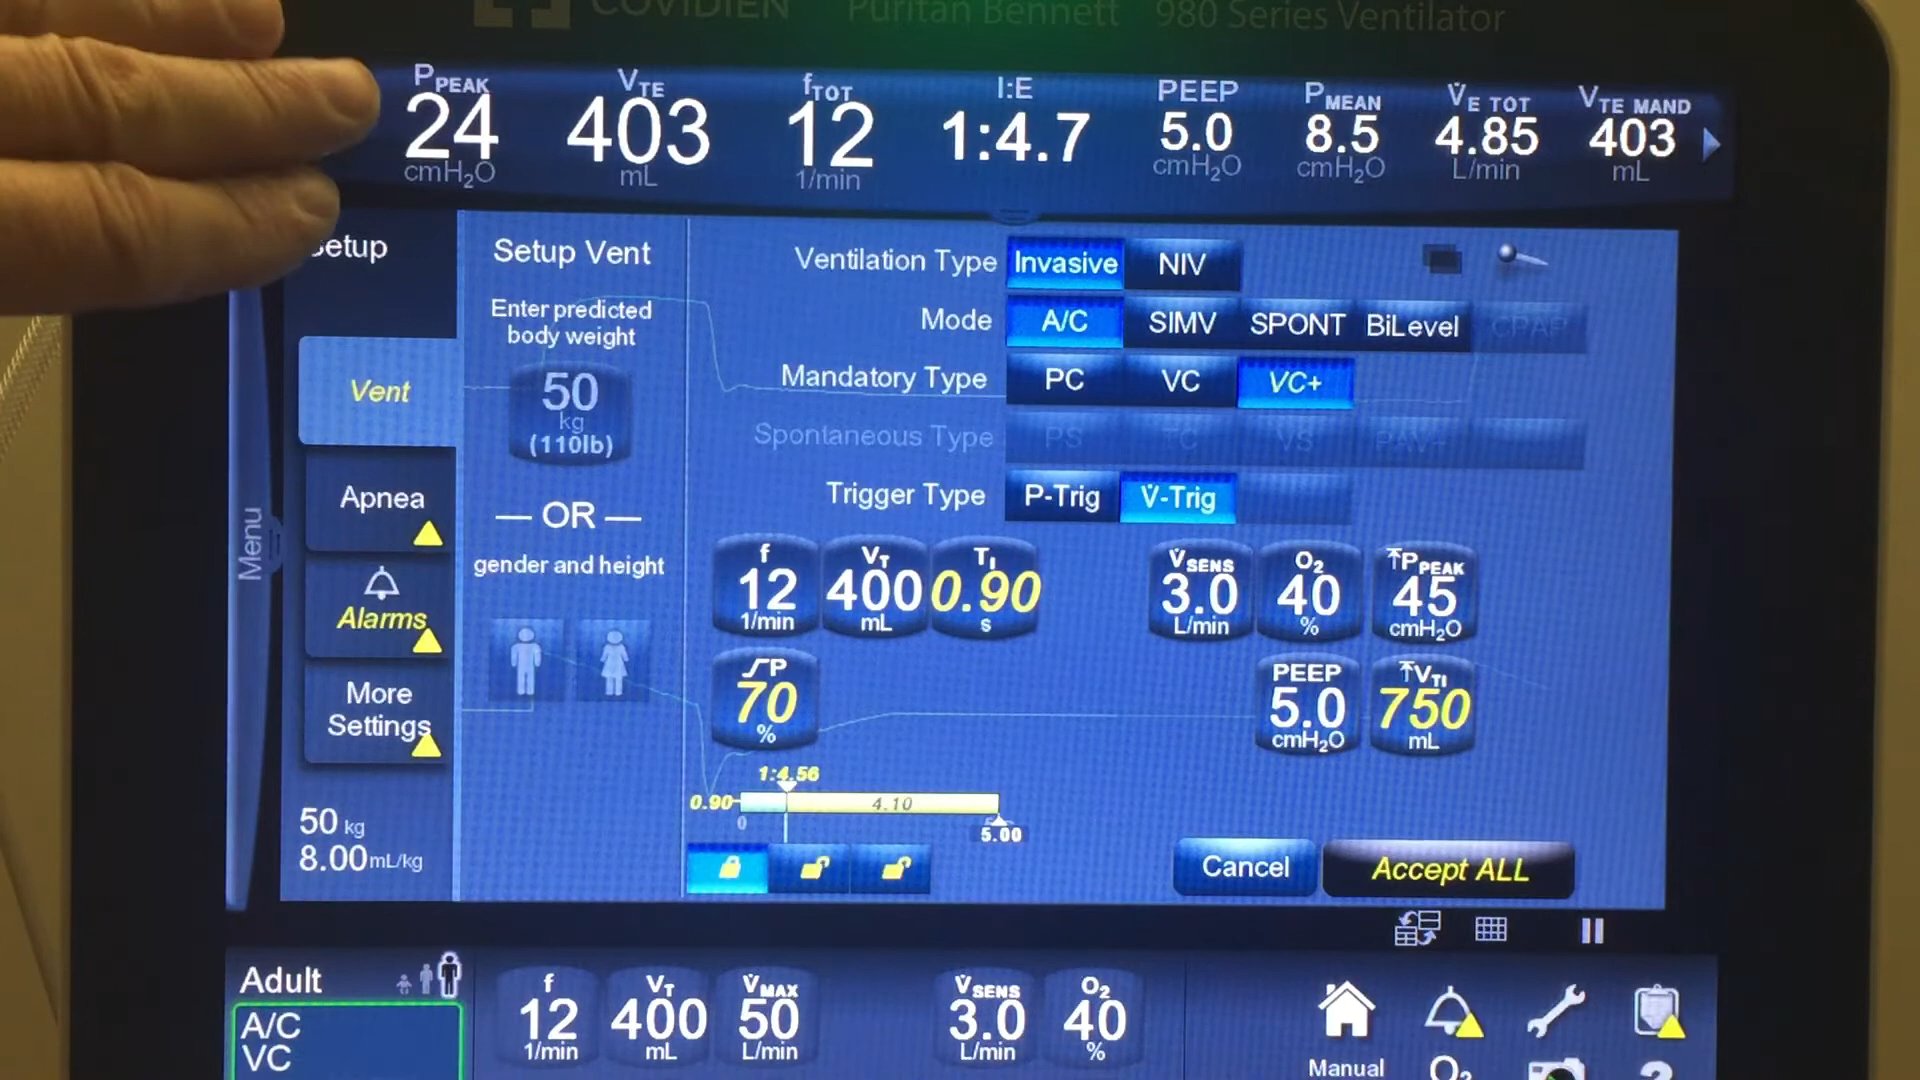 COVIDIEN Puritan Bennett 980 Series Ventilator
PPEAK VTE fTOT I:E PEEP PMEAN V̇E TOT VTE MAND
24 403 12 1:4.7 5.0 8.5 4.85 403
cmH2O mL 1/min cmH2O cmH2O L/min mL
Setup
Setup Vent
Enter predicted
body weight
50
kg
(110lb)
— OR —
gender and height
Menu
Vent
Apnea
Alarms
More
Settings
50 kg
8.00 mL/kg
Ventilation Type Invasive NIV
Mode A/C SIMV SPONT BiLevel CPAP
Mandatory Type PC VC VC+
Spontaneous Type PS TC VS PAV+
Trigger Type P-Trig V̇-Trig
f VT TI V̇SENS O2 PPEAK
12 400 0.90 3.0 40 45
1/min mL s L/min % cmH2O
P PEEP VTI
70 5.0 750
% cmH2O mL
1:4.56
0.90 4.10
0 5.00
Cancel Accept ALL
Adult
A/C
VC
f VT V̇MAX V̇SENS O2
12 400 50 3.0 40
1/min mL L/min L/min %
Manual O2 ?